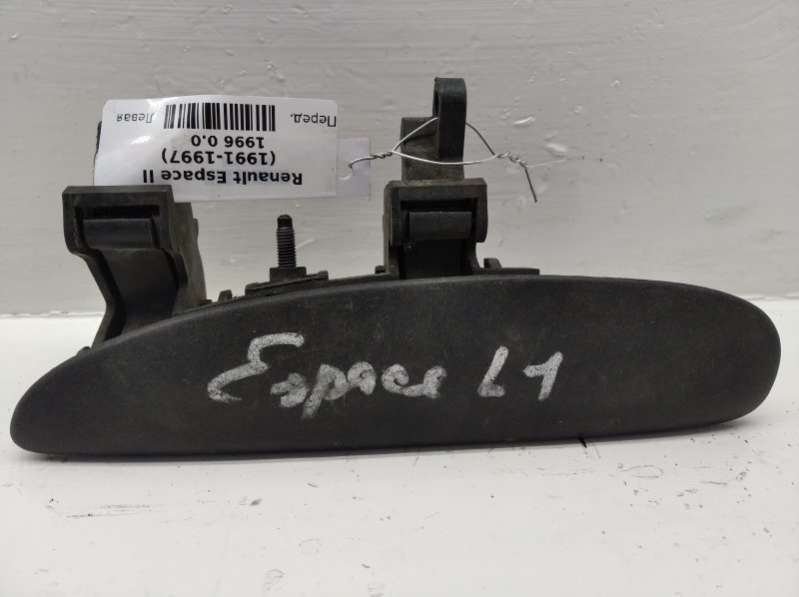 Renault Espace II
(1991-1997)
1996 0.0
Перед. Левая
Espace L1